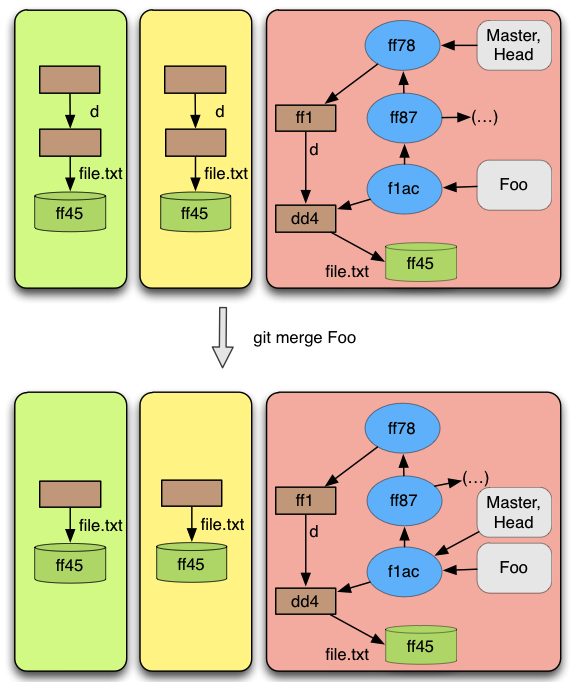 d
file.txt
ff45
d
file.txt
ff45
ff78
Master,
Head
ff1
ff87
(...)
d
f1ac
Foo
dd4
file.txt
ff45
git merge Foo
file.txt
ff45
file.txt
ff45
ff78
(...)
ff1
ff87
Master,
Head
d
f1ac
Foo
dd4
file.txt
ff45